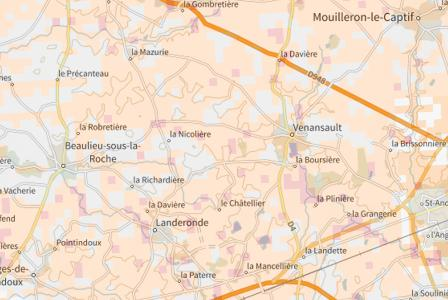 la Gombretière
Mouilleron-le-Captif
la Mazurie
la Davière
le Précanteau
D948
la Robretière
la Nicolière
Venansault
la Brissonnière
Beaulieu-sous-la-
Roche
la Boursière
la Richardière
a Vacherie
la Davière
le Châtellier
la Plinière
la Grangerie
Landeronde
D4
Pointindoux
la Landette
la Mancellière
la Paterre